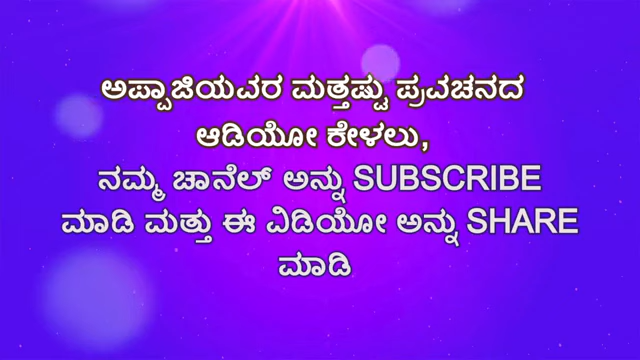 ಅಪ್ಪಾಜಿಯವರ ಮತ್ತಷ್ಟು ಪ್ರವಚನದ
ಆಡಿಯೋ ಕೇಳಲು,
ನಮ್ಮ ಚಾನೆಲ್ ಅನ್ನು SUBSCRIBE
ಮಾಡಿ ಮತ್ತು ಈ ವಿಡಿಯೋ ಅನ್ನು SHARE
ಮಾಡಿ